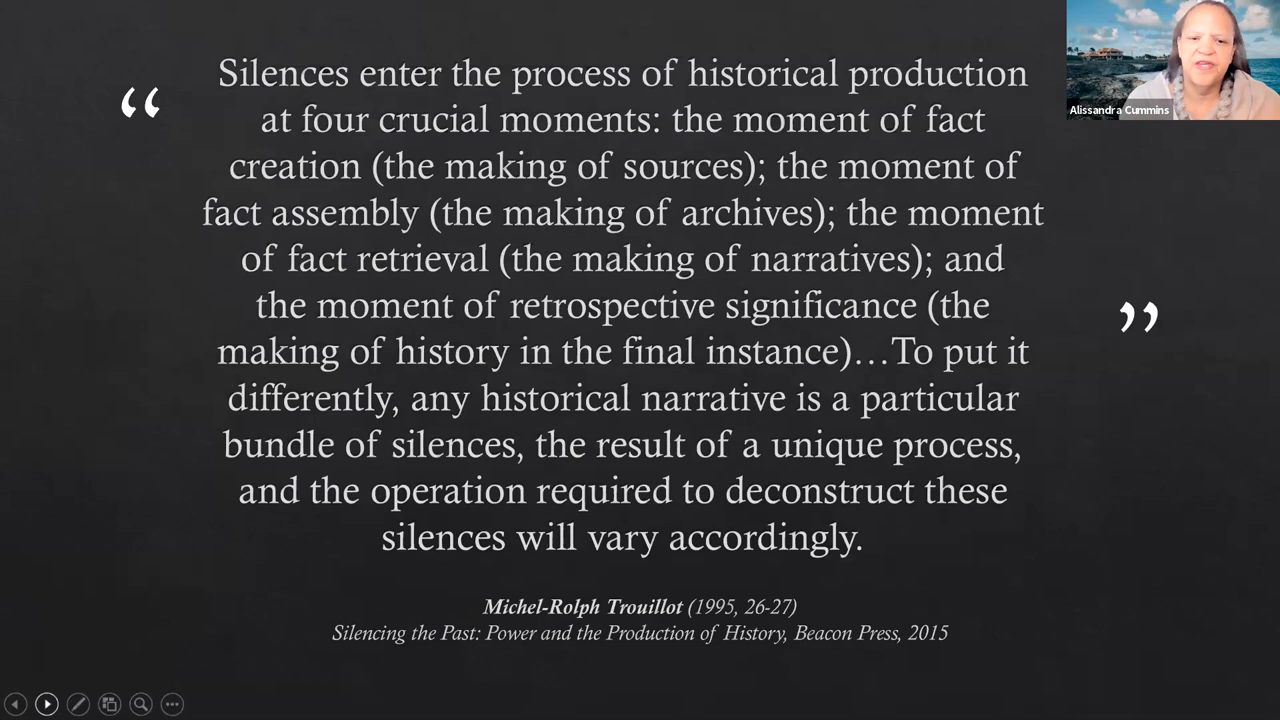 “
Silences enter the process of historical production
at four crucial moments: the moment of fact
creation (the making of sources); the moment of
fact assembly (the making of archives); the moment
of fact retrieval (the making of narratives); and
the moment of retrospective significance (the
making of history in the final instance)…To put it
differently, any historical narrative is a particular
bundle of silences, the result of a unique process,
and the operation required to deconstruct these
silences will vary accordingly.
”
Michel-Rolph Trouillot (1995, 26-27)
Silencing the Past: Power and the Production of History, Beacon Press, 2015
Alissandra Cummins